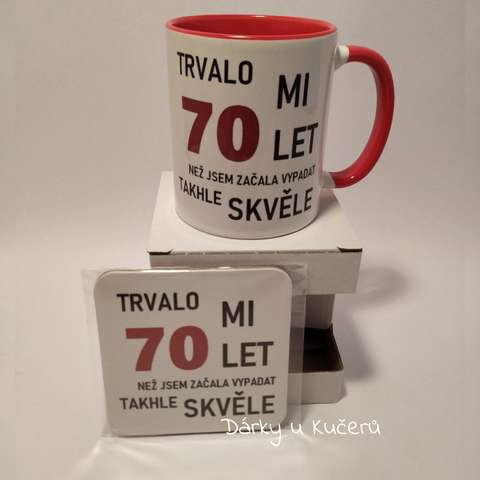 TRVALO MI
70 LET
NEŽ JSEM ZAČALA VYPADAT
TAKHLE SKVĚLE
TRVALO MI
70 LET
NEŽ JSEM ZAČALA VYPADAT
TAKHLE SKVĚLE
Dárky u Kučerů